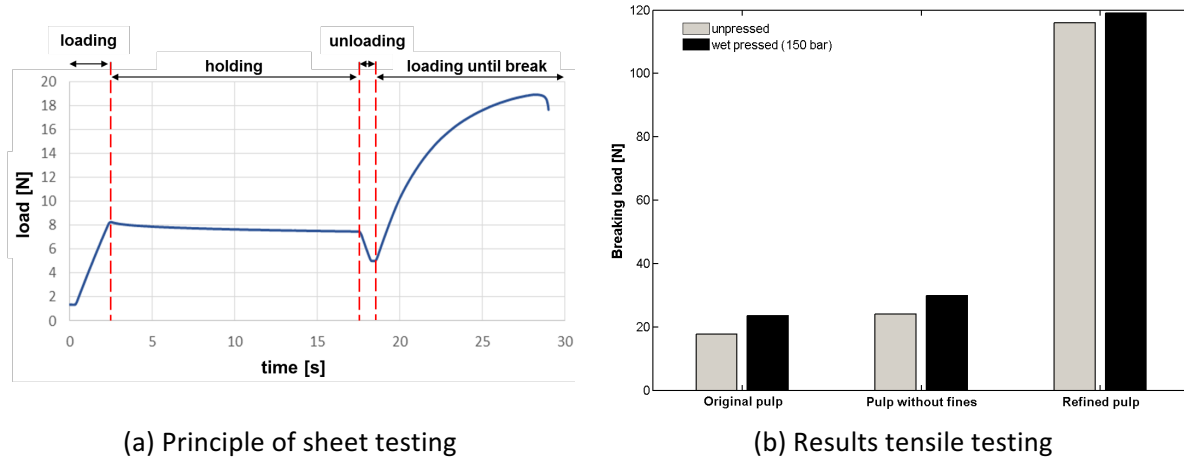 loading
unloading
holding
loading until break
20
18
16
14
12
10
8
6
4
2
0
load [N]
0 5 10 15 20 25 30
time [s]
(a) Principle of sheet testing
120
100
80
60
40
20
0
Breaking load [N]
unpressed
wet pressed (150 bar)
Original pulp Pulp without fines Refined pulp
(b) Results tensile testing